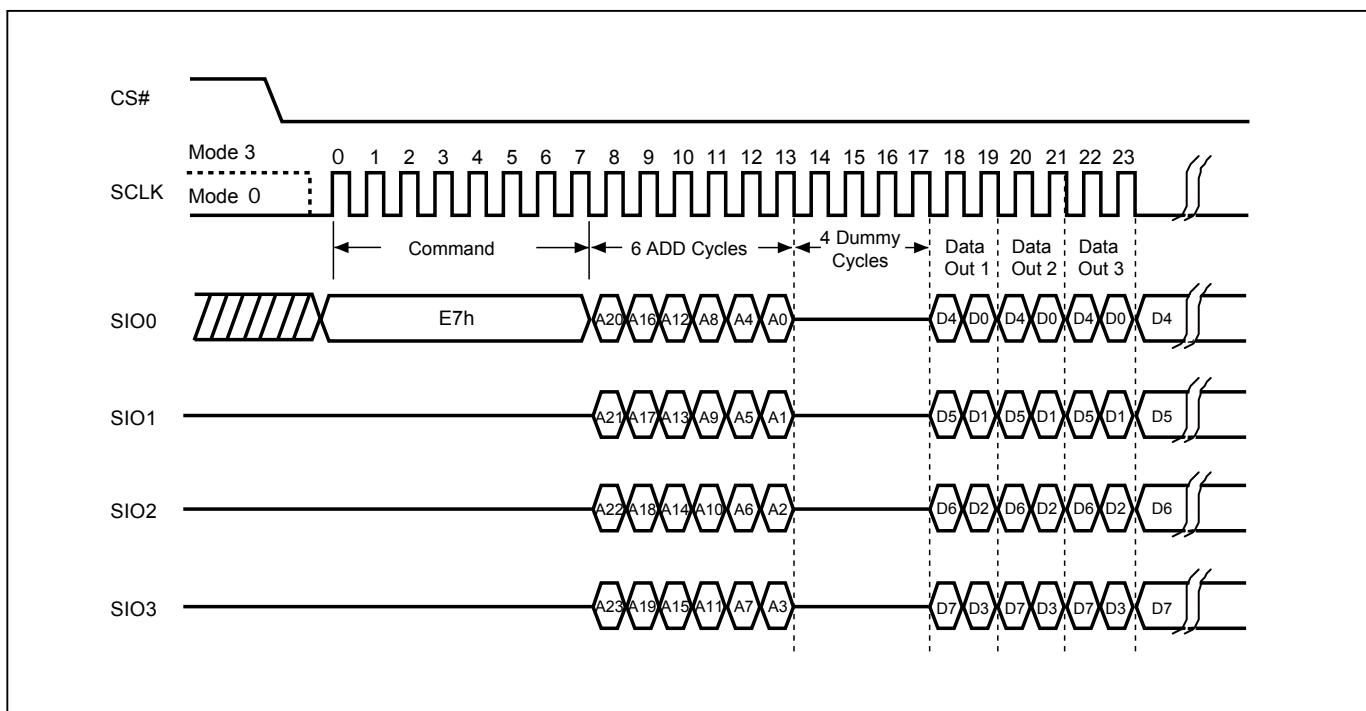 CS#
Mode 3
0 1 2 3 4 5 6 7 8 9 10 11 12 13 14 15 16 17 18 19 20 21 22 23
SCLK
Mode 0
Command
6 ADD Cycles
4 Dummy
Cycles
Data
Out 1
Data
Out 2
Data
Out 3
SIO0
E7h
A20 A16 A12 A8 A4 A0
D4 D0 D4 D0 D4 D0 D4
SIO1
A21 A17 A13 A9 A5 A1
D5 D1 D5 D1 D5 D1 D5
SIO2
A22 A18 A14 A10 A6 A2
D6 D2 D6 D2 D6 D2 D6
SIO3
A23 A19 A15 A11 A7 A3
D7 D3 D7 D3 D7 D3 D7